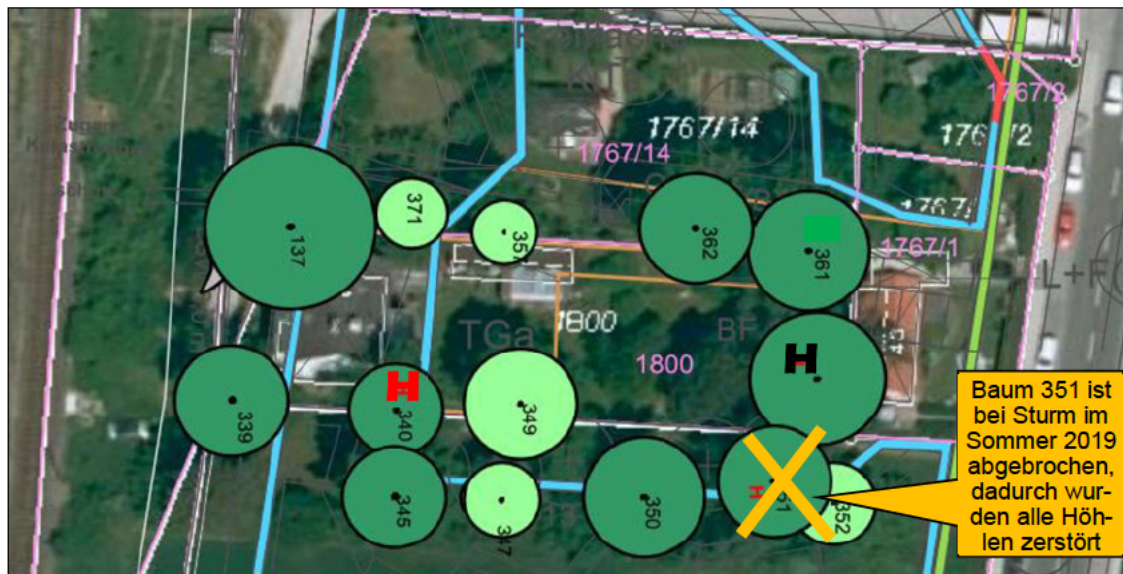 1767/2
1767/14
1767/2
1767/14
371
357
137
362
361
1767/1
L+F
1800
TGa
BF
1800
H
H
339
340
349
345
347
350
H
351
352
Baum 351 ist
bei Sturm im
Sommer 2019
abgebrochen,
dadurch wur-
den alle Höh-
len zerstört